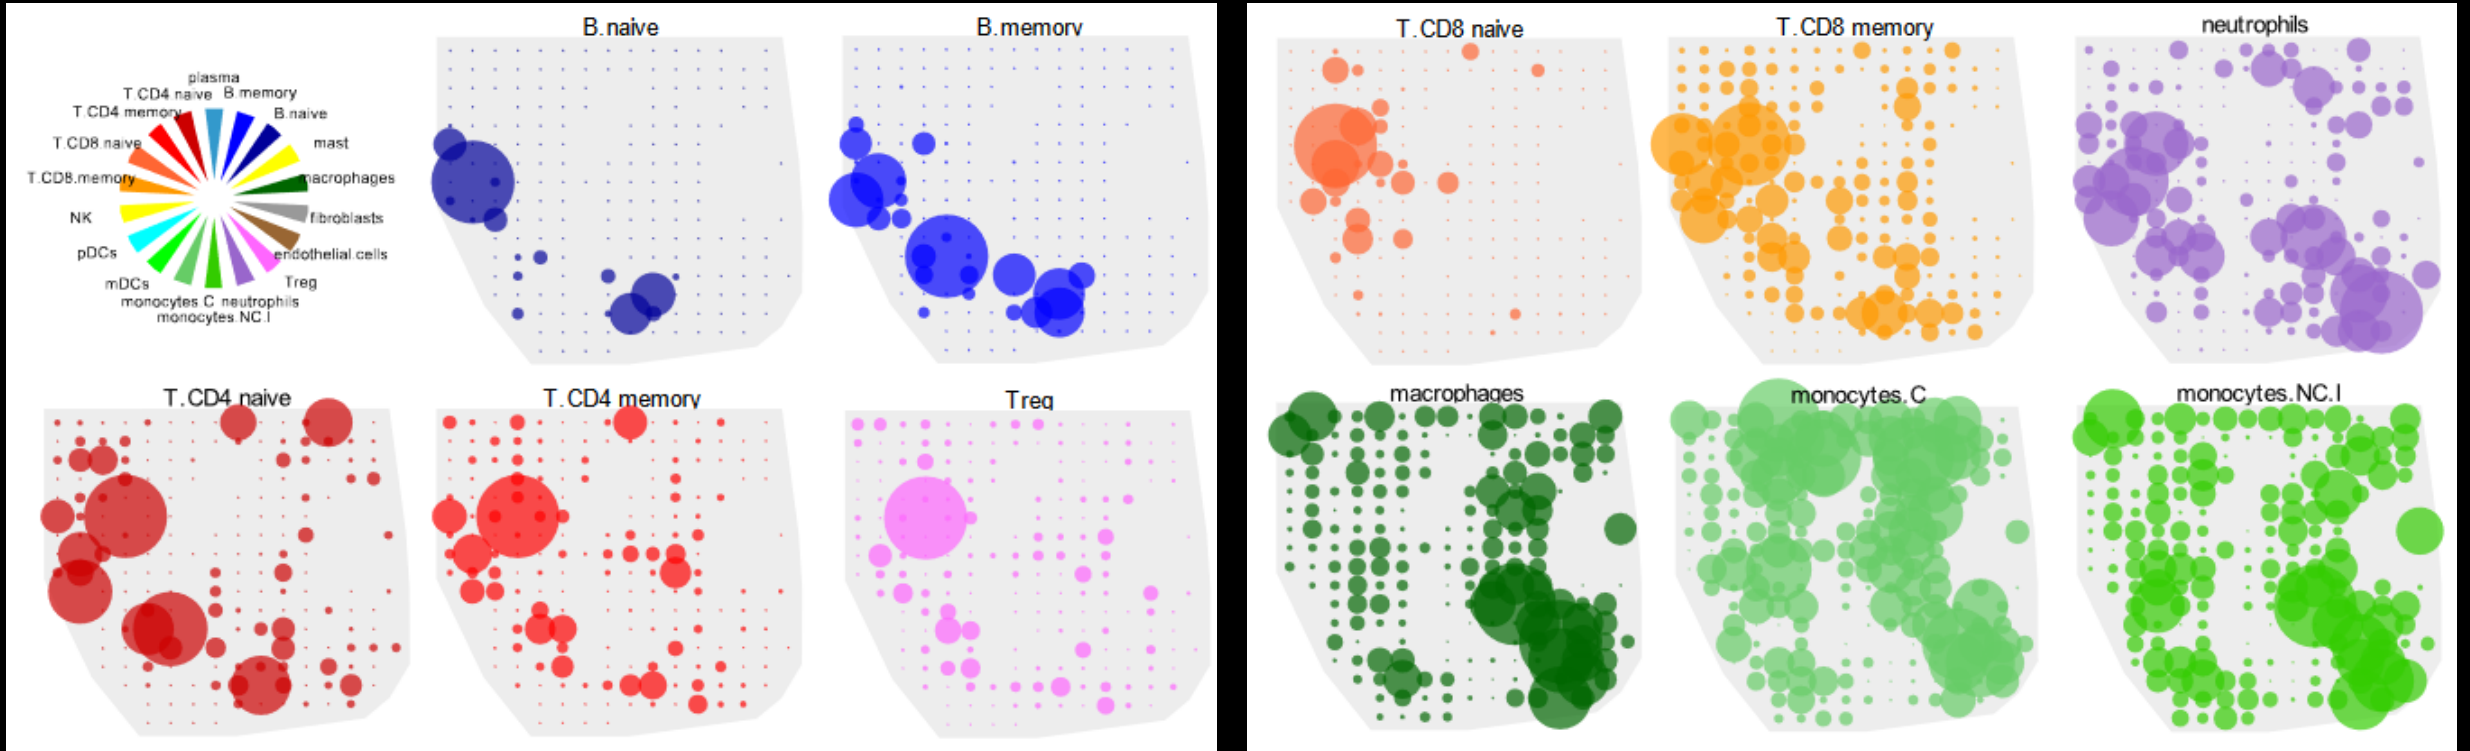 B.naive
B.memory
T.CD8 naive
T.CD8 memory
neutrophils
plasma
T.CD4.naive
B.memory
T.CD4.memory
B.naive
T.CD8.naive
mast
T.CD8.memory
macrophages
NK
fibroblasts
pDCs
endothelial.cells
mDCs
Treg
monocytes.C
neutrophils
monocytes.NC.I
T.CD4 naive
T.CD4 memory
Treg
macrophages
monocytes.C
monocytes.NC.I